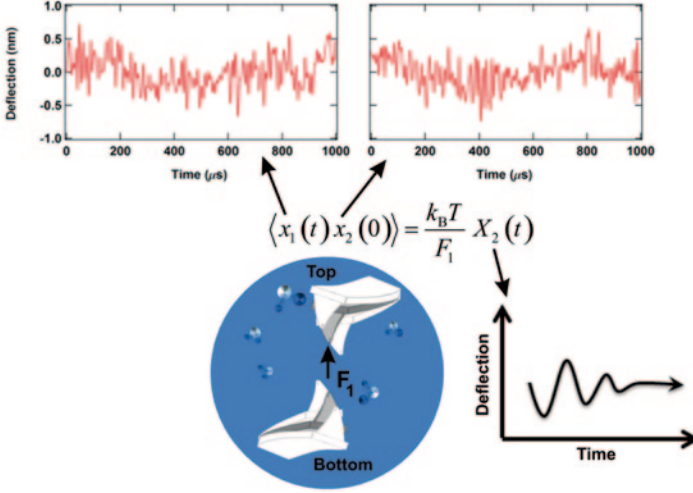 Deflection (nm)
1.0
0.5
0.0
-0.5
-1.0
0 200 400 600 800 1000
Time (μs)
0 200 400 600 800 1000
Time (μs)
⟨x₁(t) x₂(0)⟩ = k_B T / F₁ X₂(t)
Top
F₁
Bottom
Deflection
Time